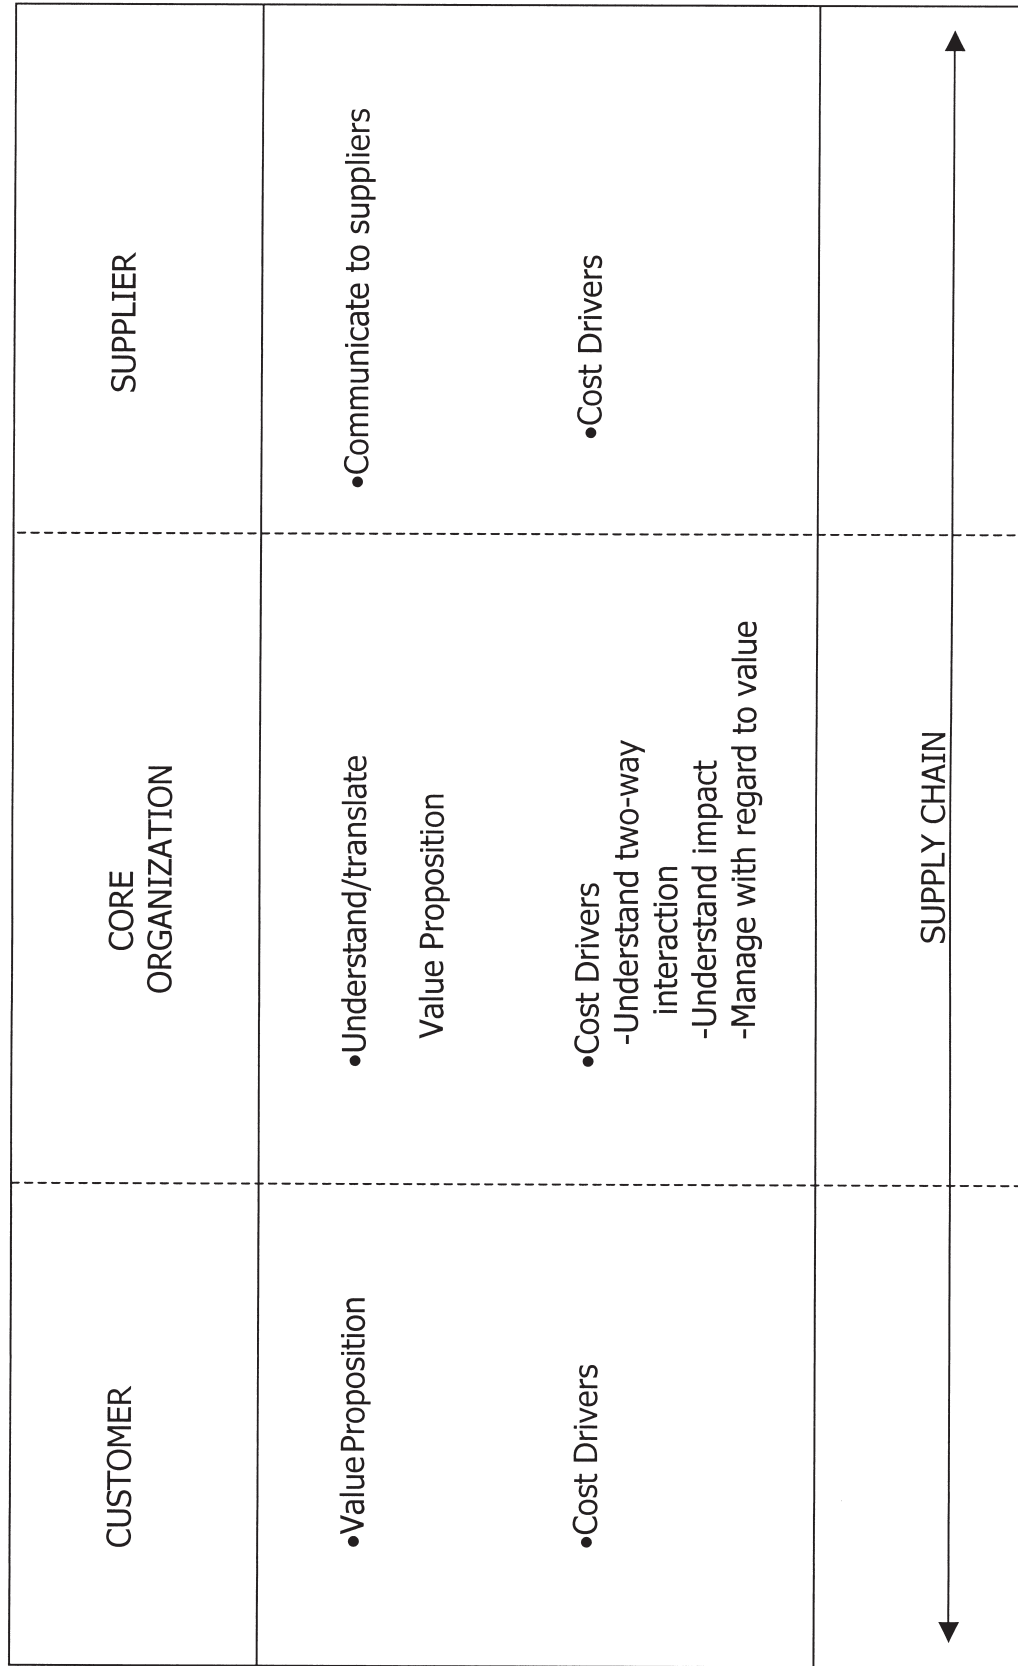 CUSTOMER
CORE
ORGANIZATION
SUPPLIER
•Value Proposition
•Understand/translate
Value Proposition
•Communicate to suppliers
•Cost Drivers
•Cost Drivers
-Understand two-way
interaction
-Understand impact
-Manage with regard to value
•Cost Drivers
SUPPLY CHAIN